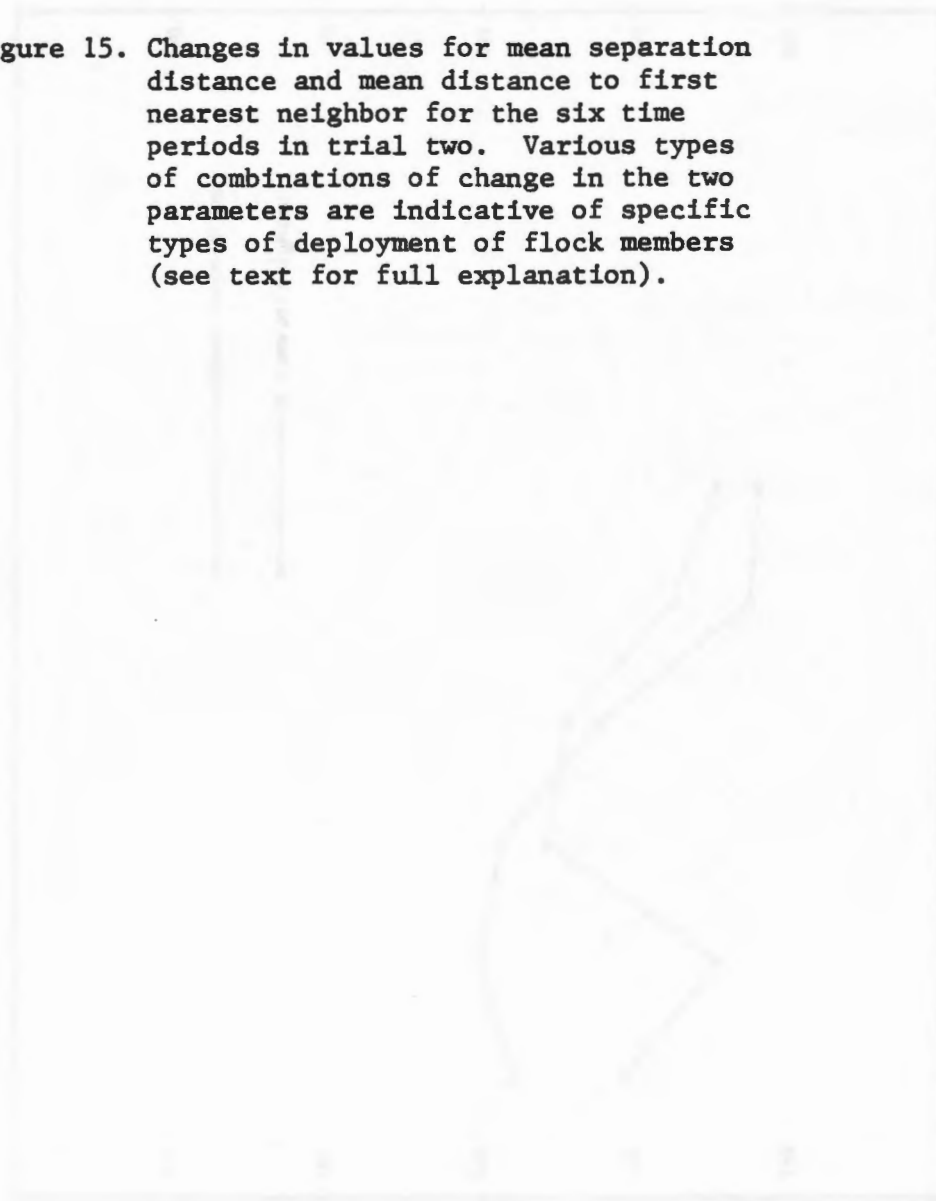 gure 15. Changes in values for mean separation
distance and mean distance to first
nearest neighbor for the six time
periods in trial two. Various types
of combinations of change in the two
parameters are indicative of specific
types of deployment of flock members
(see text for full explanation).